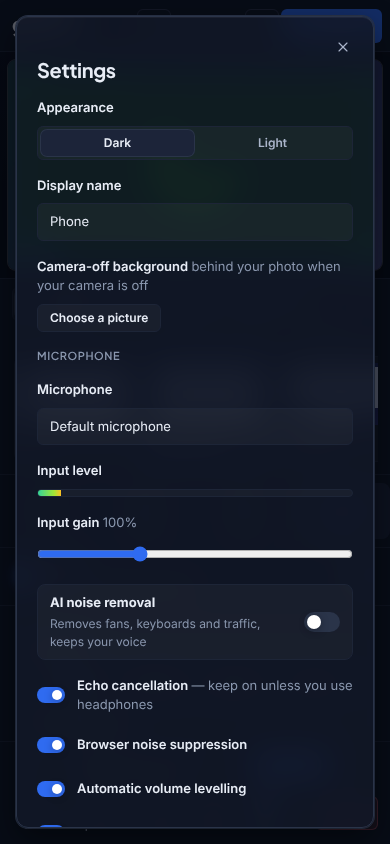 Settings
Appearance
Dark
Light
Display name
Phone
Camera-off background behind your photo when
your camera is off
Choose a picture
MICROPHONE
Microphone
Default microphone
Input level
Input gain 100%
AI noise removal
Removes fans, keyboards and traffic,
keeps your voice
Echo cancellation — keep on unless you use
headphones
Browser noise suppression
Automatic volume levelling